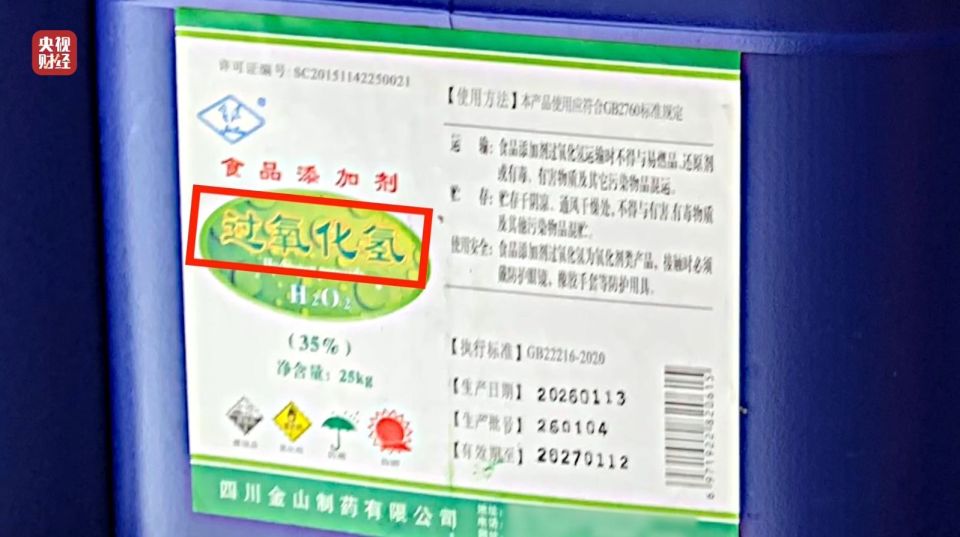 央视
财经
许可证编号:SC20151142250021
食品添加剂
过氧化氢
H₂O₂
(35%)
净含量:25kg
四川金山制药有限公司
【使用方法】本产品使用应符合GB2760标准规定
运 输:食品添加剂过氧化氢运输时不得与易燃品、还原剂
或有毒、有害物质及其它污染物品混运。
贮 存:贮存于阴凉、通风干燥处,不得与有害、有毒物质
及其他污染物品混贮。
使用安全:食品添加剂过氧化氢为氧化剂类产品,接触时必须
戴防护眼镜,橡胶手套等防护用具。
【执行标准】GB22216-2020
【生产日期】20260113
【生产批号】260104
【有效期至】20270112
6971922820615
地址:
电话: